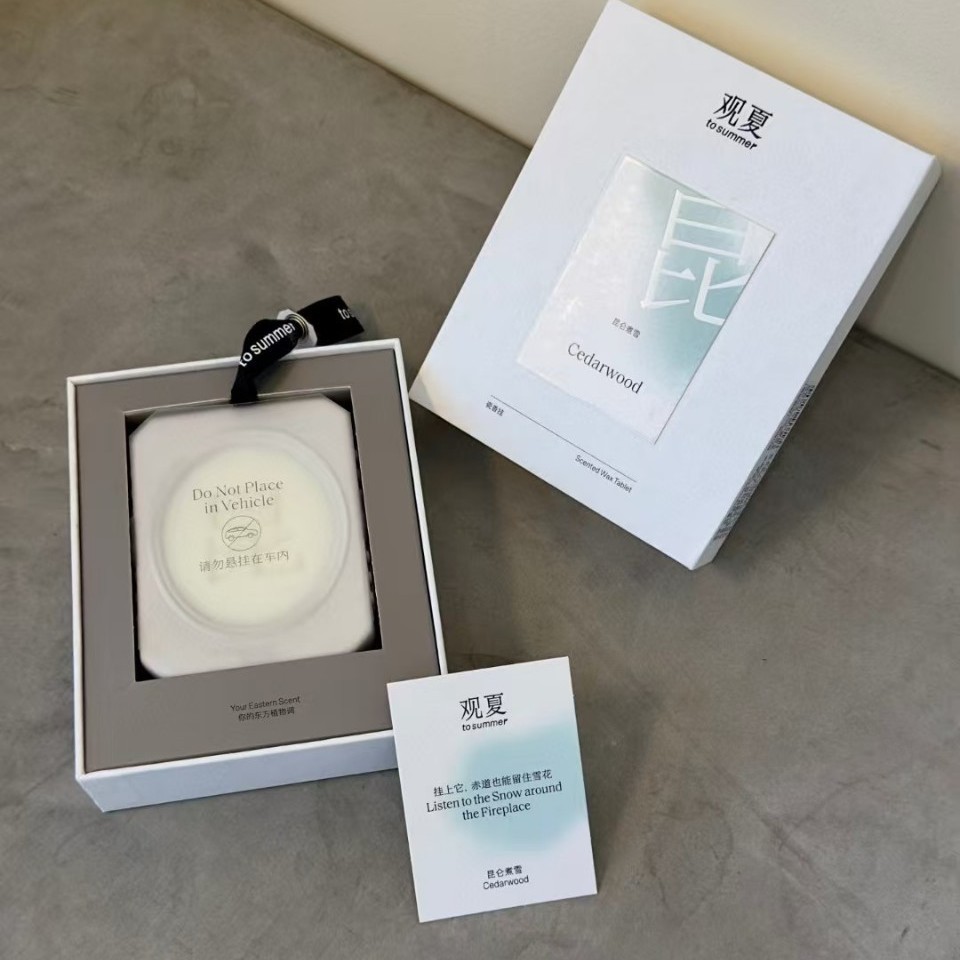 观夏
to summer
昆
昆仑煮雪
Cedarwood
瓷香挂
Scented Wax Tablet
to summer
to
Do Not Place
in Vehicle
请勿悬挂在车内
Your Eastern Scent
你的东方植物调
观夏
to summer
挂上它，赤道也能留住雪花
Listen to the Snow around
the Fireplace
昆仑煮雪
Cedarwood